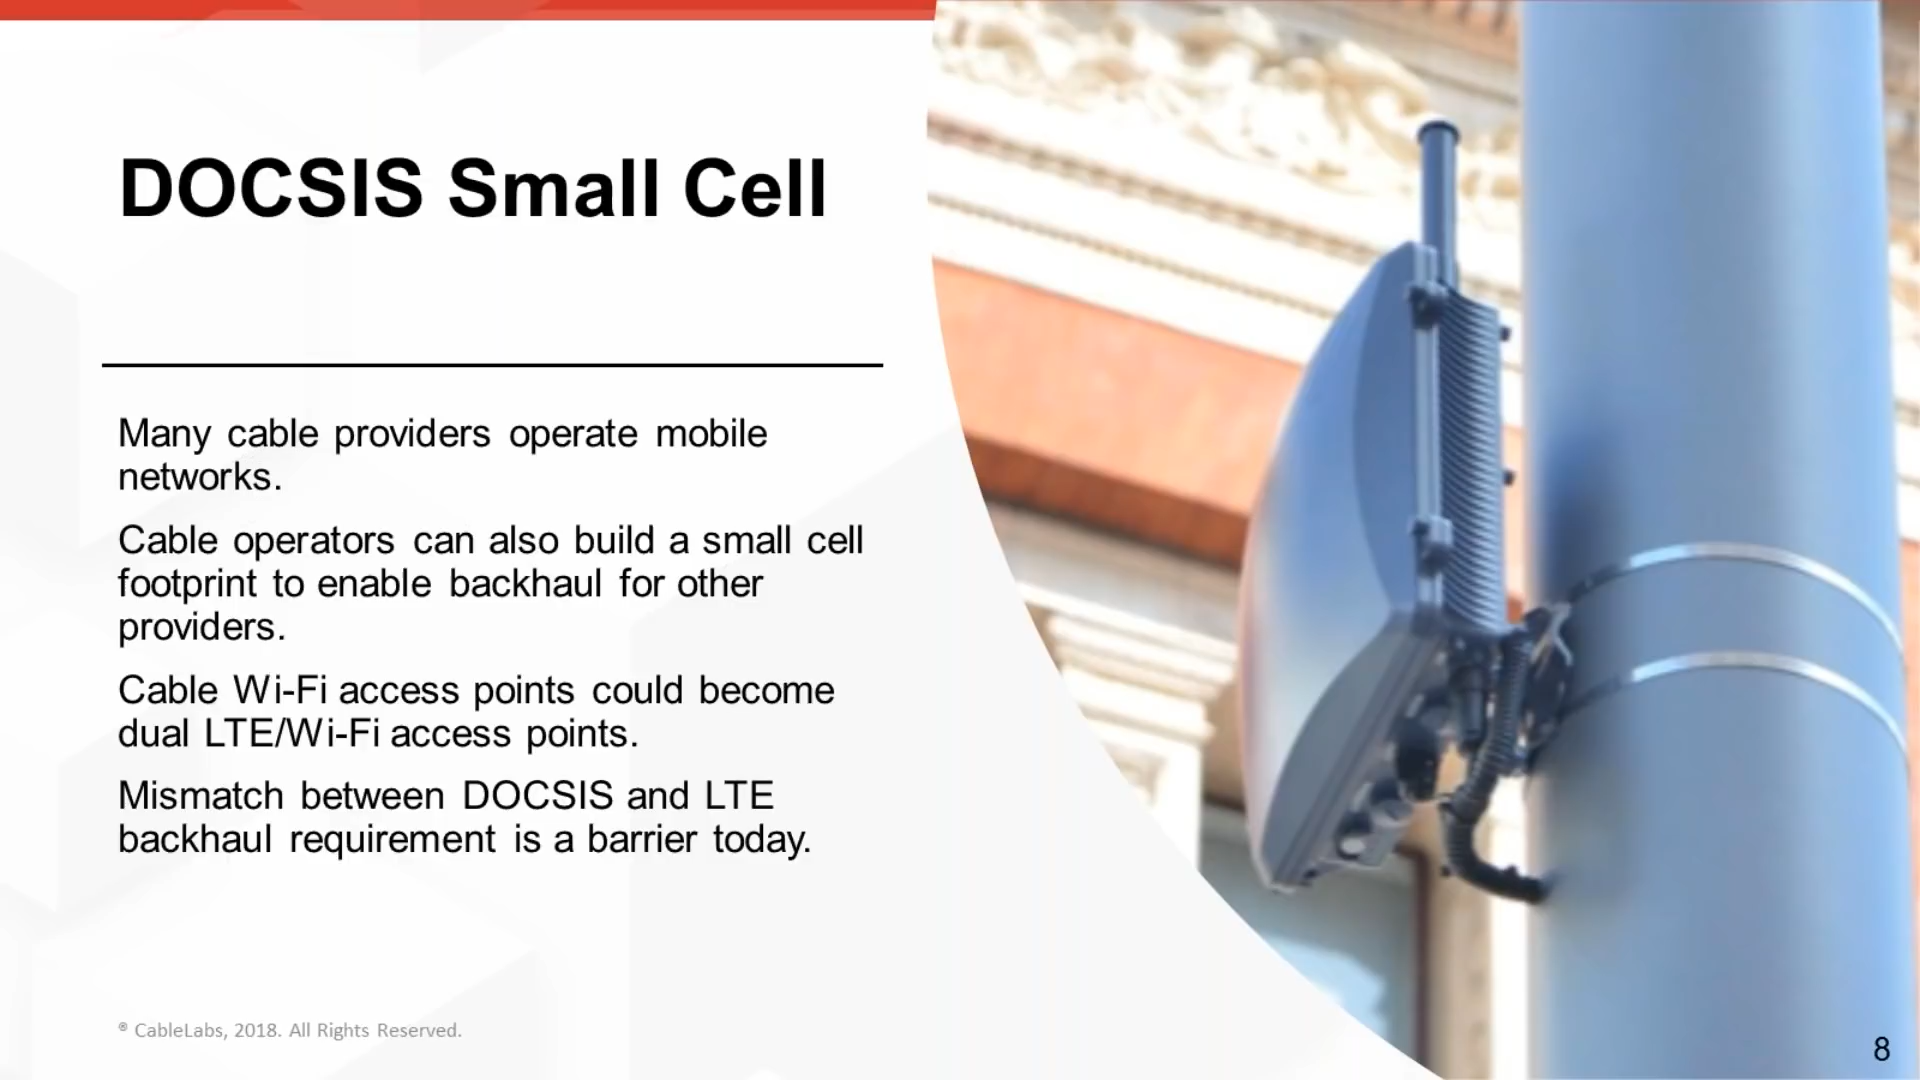 DOCSIS Small Cell
Many cable providers operate mobile
networks.
Cable operators can also build a small cell
footprint to enable backhaul for other
providers.
Cable Wi-Fi access points could become
dual LTE/Wi-Fi access points.
Mismatch between DOCSIS and LTE
backhaul requirement is a barrier today.
® CableLabs, 2018. All Rights Reserved.
8